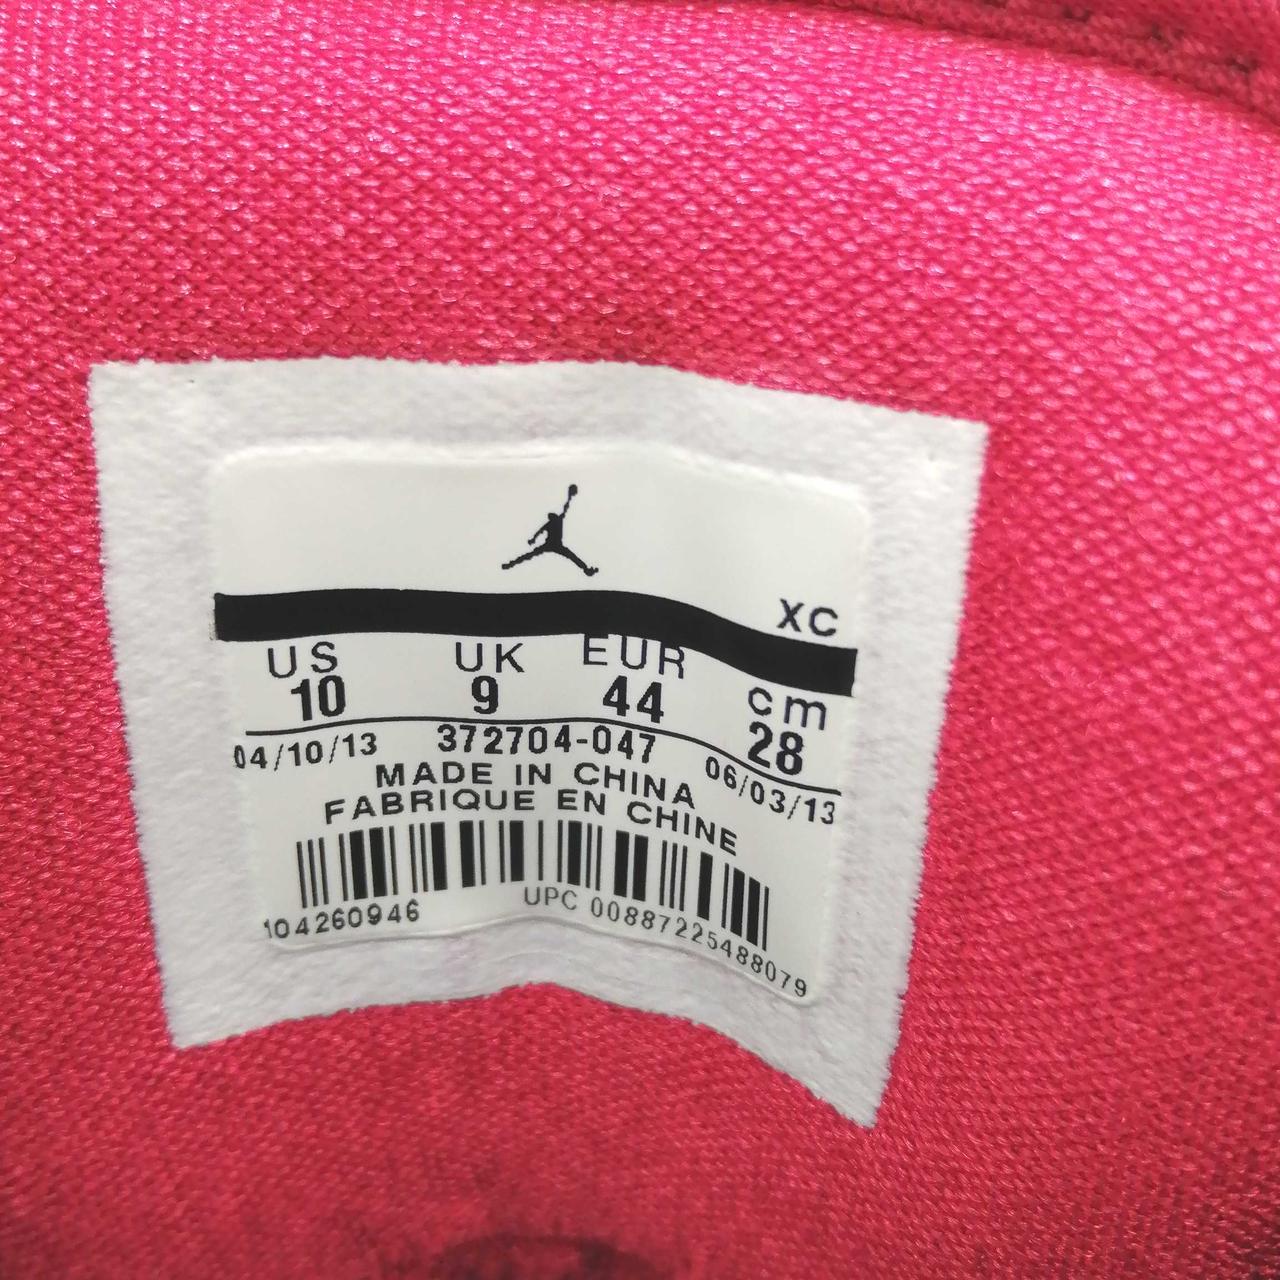 XC
US UK EUR cm
10 9 44 28
04/10/13 372704-047 06/03/13
MADE IN CHINA
FABRIQUE EN CHINE
104260946 UPC 00887225488079